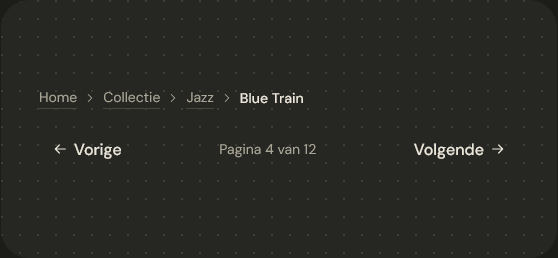 Home > Collectie > Jazz > Blue Train
← Vorige Pagina 4 van 12 Volgende →